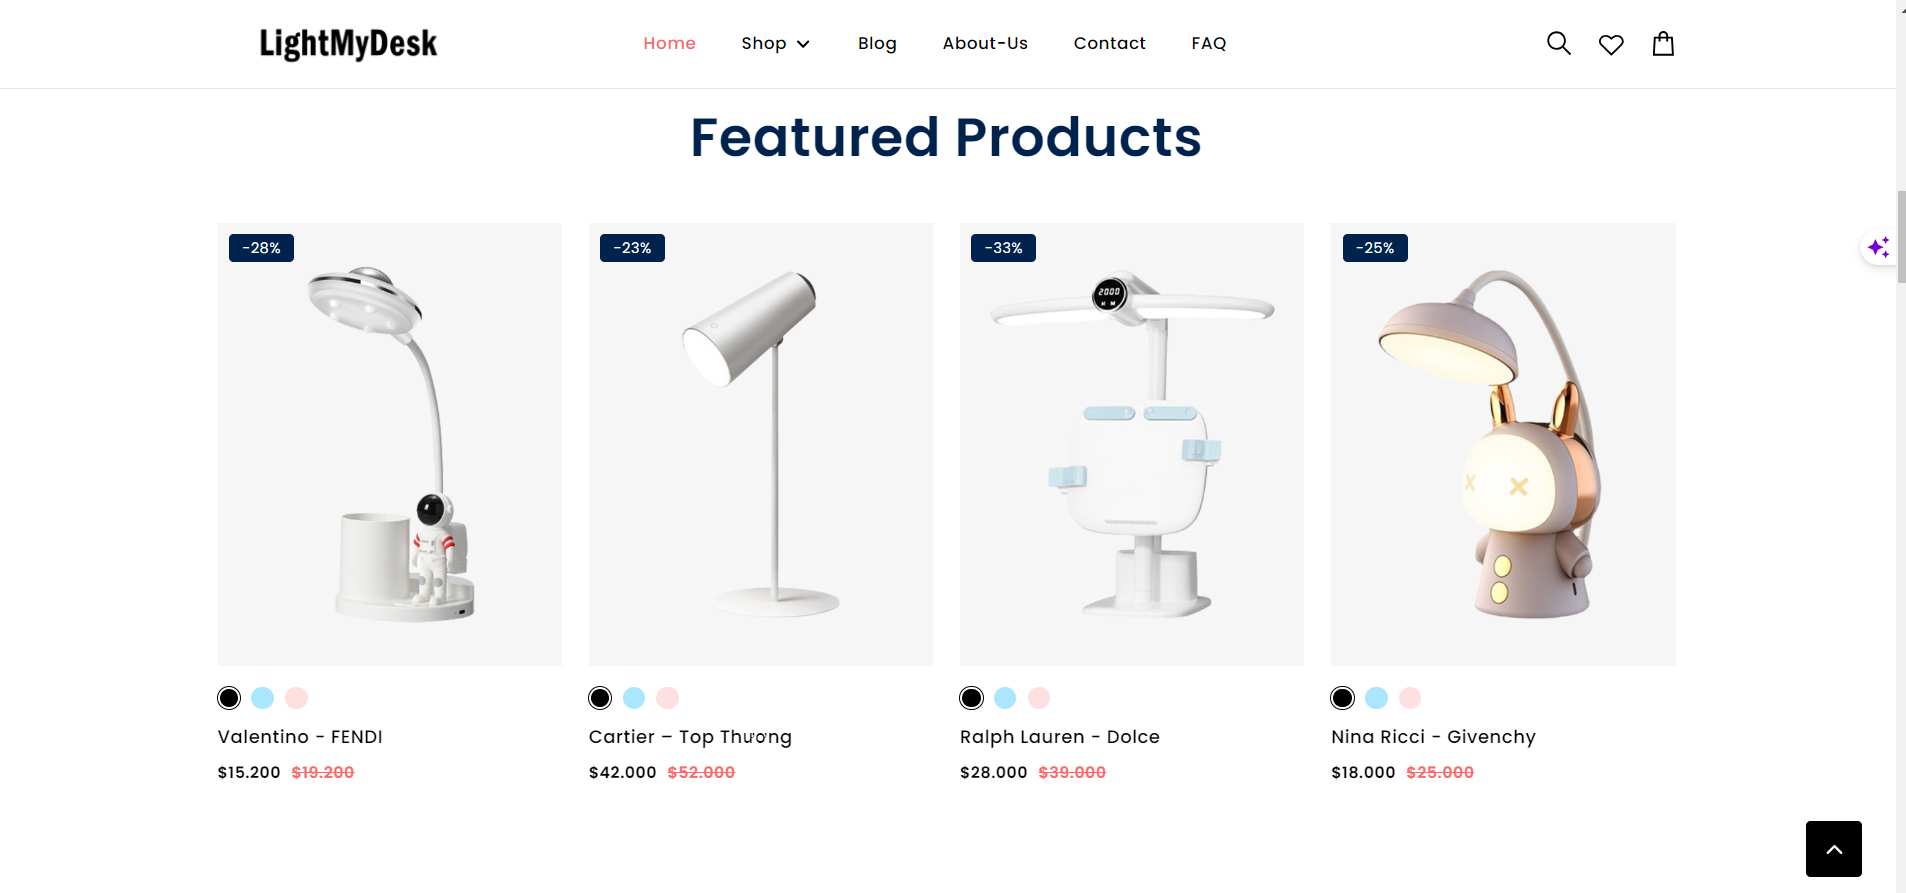 LightMyDesk
Home Shop Blog About-Us Contact FAQ
Featured Products
-28% -23% -33% -25%
2000
Valentino - FENDI Cartier – Top Thương Ralph Lauren - Dolce Nina Ricci - Givenchy
$15.200 $19.200 $42.000 $52.000 $28.000 $39.000 $18.000 $25.000